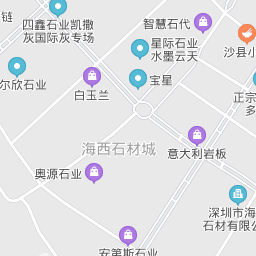 链
四鑫石业凯撒
灰国际灰专场
智慧石代
星际石业
水墨云天
沙县小
尔欣石业
白玉兰
宝星
正宗
多
海西石材城
意大利岩板
奥源石业
深圳市海
石材有限公
安第斯石业